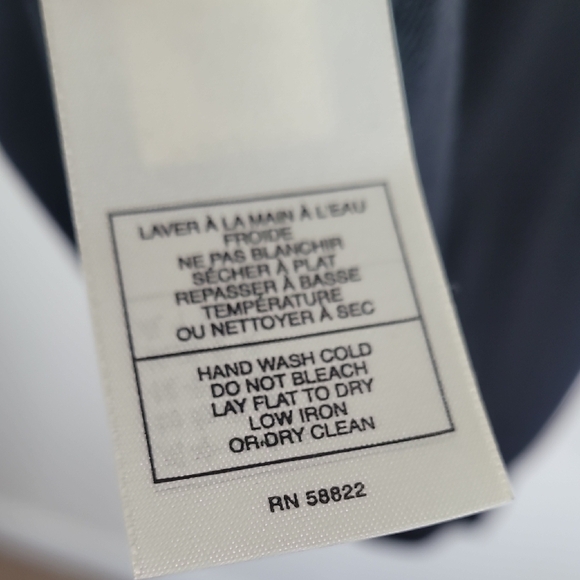 LAVER À LA MAIN À L'EAU
FROIDE
NE PAS BLANCHIR
SÉCHER À PLAT
REPASSER À BASSE
TEMPÉRATURE
OU NETTOYER À SEC
HAND WASH COLD
DO NOT BLEACH
LAY FLAT TO DRY
LOW IRON
OR DRY CLEAN
RN 58822